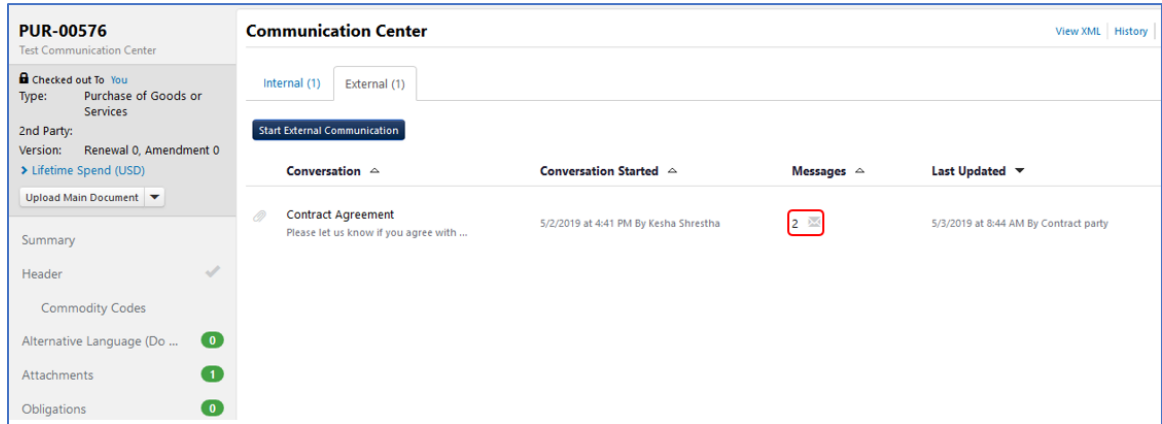 PUR-00576
Test Communication Center
Checked out To You
Type: Purchase of Goods or
Services
2nd Party:
Version: Renewal 0, Amendment 0
Lifetime Spend (USD)
Upload Main Document
Summary
Header
Commodity Codes
Alternative Language (Do ... 0
Attachments 1
Obligations 0
Communication Center
View XML History
Internal (1) External (1)
Start External Communication
Conversation Conversation Started Messages Last Updated
Contract Agreement
Please let us know if you agree with ...
5/2/2019 at 4:41 PM By Kesha Shrestha 2 5/3/2019 at 8:44 AM By Contract party